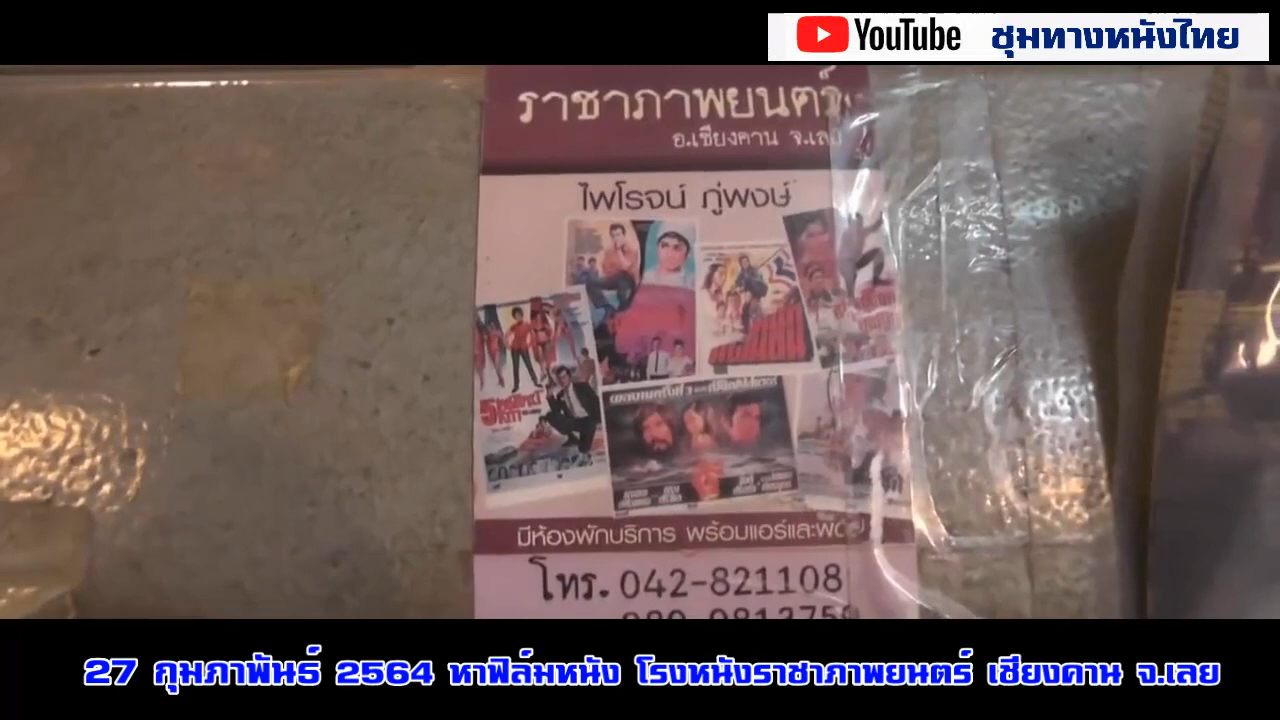 YouTube ชุมทางหนังไทย
ราชาภาพยนตร์
อ.เชียงคาน จ.เลย
ไพโรจน์ ภู่พงษ์
มีห้องพักบริการ พร้อมแอร์และพัดลม
โทร. 042-821108
27 กุมภาพันธ์ 2564 หาฟิล์มหนัง โรงหนังราชาภาพยนตร์ เชียงคาน จ.เลย